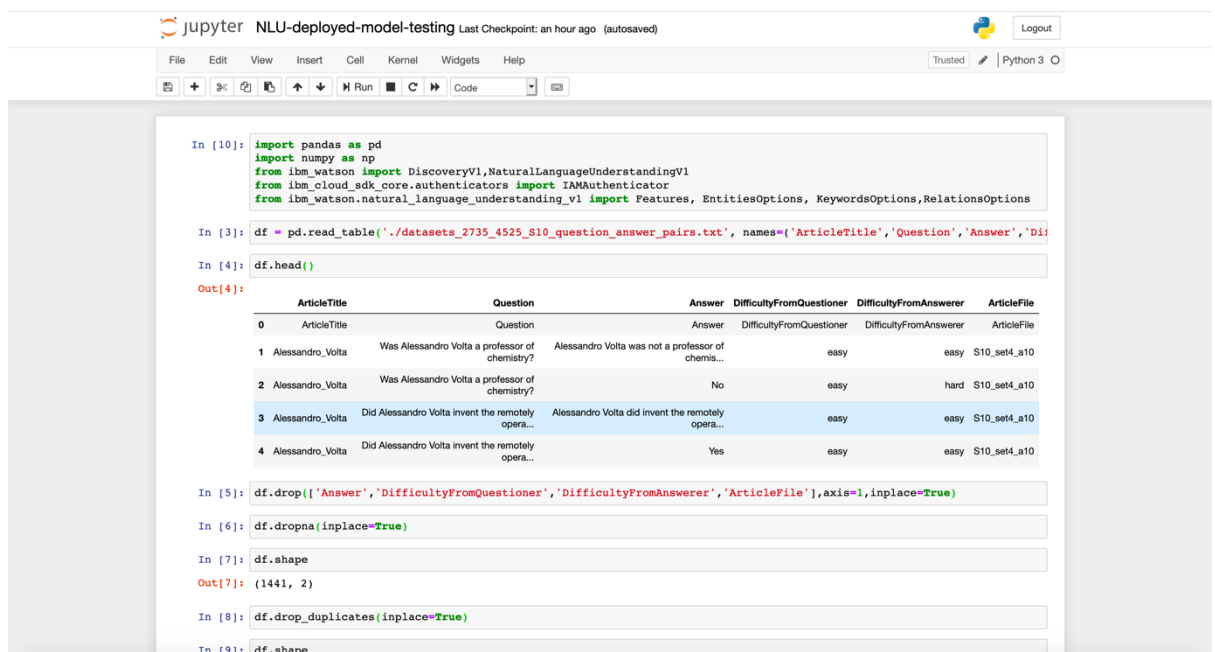 jupyter NLU-deployed-model-testing Last Checkpoint: an hour ago (autosaved) Logout
File Edit View Insert Cell Kernel Widgets Help Trusted Python 3
Run Code
In [10]: import pandas as pd
import numpy as np
from ibm_watson import DiscoveryV1,NaturalLanguageUnderstandingV1
from ibm_cloud_sdk_core.authenticators import IAMAuthenticator
from ibm_watson.natural_language_understanding_v1 import Features, EntitiesOptions, KeywordsOptions,RelationsOptions
In [3]: df = pd.read_table('./datasets_2735_4525_S10_question_answer_pairs.txt', names=('ArticleTitle','Question','Answer','Dif
In [4]: df.head()
Out[4]:
ArticleTitle Question Answer DifficultyFromQuestioner DifficultyFromAnswerer ArticleFile
0 ArticleTitle Question Answer DifficultyFromQuestioner DifficultyFromAnswerer ArticleFile
1 Alessandro_Volta Was Alessandro Volta a professor of chemistry? Alessandro Volta was not a professor of chemis... easy easy S10_set4_a10
2 Alessandro_Volta Was Alessandro Volta a professor of chemistry? No easy hard S10_set4_a10
3 Alessandro_Volta Did Alessandro Volta invent the remotely opera... Alessandro Volta did invent the remotely opera... easy easy S10_set4_a10
4 Alessandro_Volta Did Alessandro Volta invent the remotely opera... Yes easy easy S10_set4_a10
In [5]: df.drop(['Answer','DifficultyFromQuestioner','DifficultyFromAnswerer','ArticleFile'],axis=1,inplace=True)
In [6]: df.dropna(inplace=True)
In [7]: df.shape
Out[7]: (1441, 2)
In [8]: df.drop_duplicates(inplace=True)
In [9]: df.shape